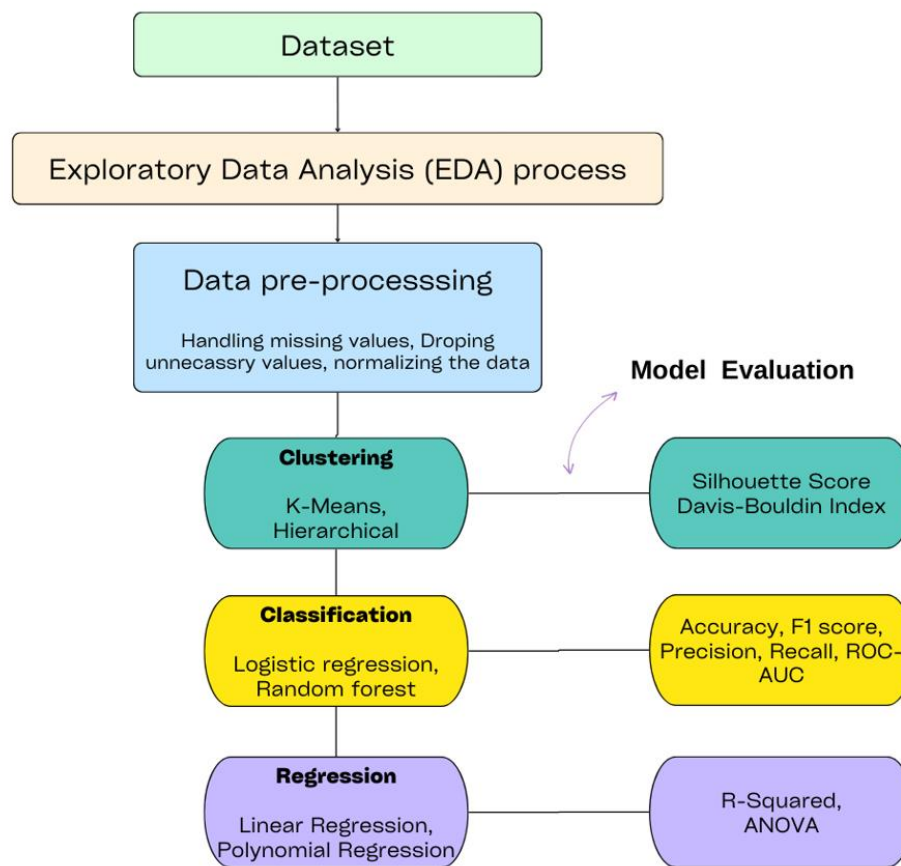 Dataset
Exploratory Data Analysis (EDA) process
Data pre-processsing
Handling missing values, Droping
unnecassry values, normalizing the data
Model Evaluation
Clustering
K-Means,
Hierarchical
Silhouette Score
Davis-Bouldin Index
Classification
Logistic regression,
Random forest
Accuracy, F1 score,
Precision, Recall, ROC-
AUC
Regression
Linear Regression,
Polynomial Regression
R-Squared,
ANOVA